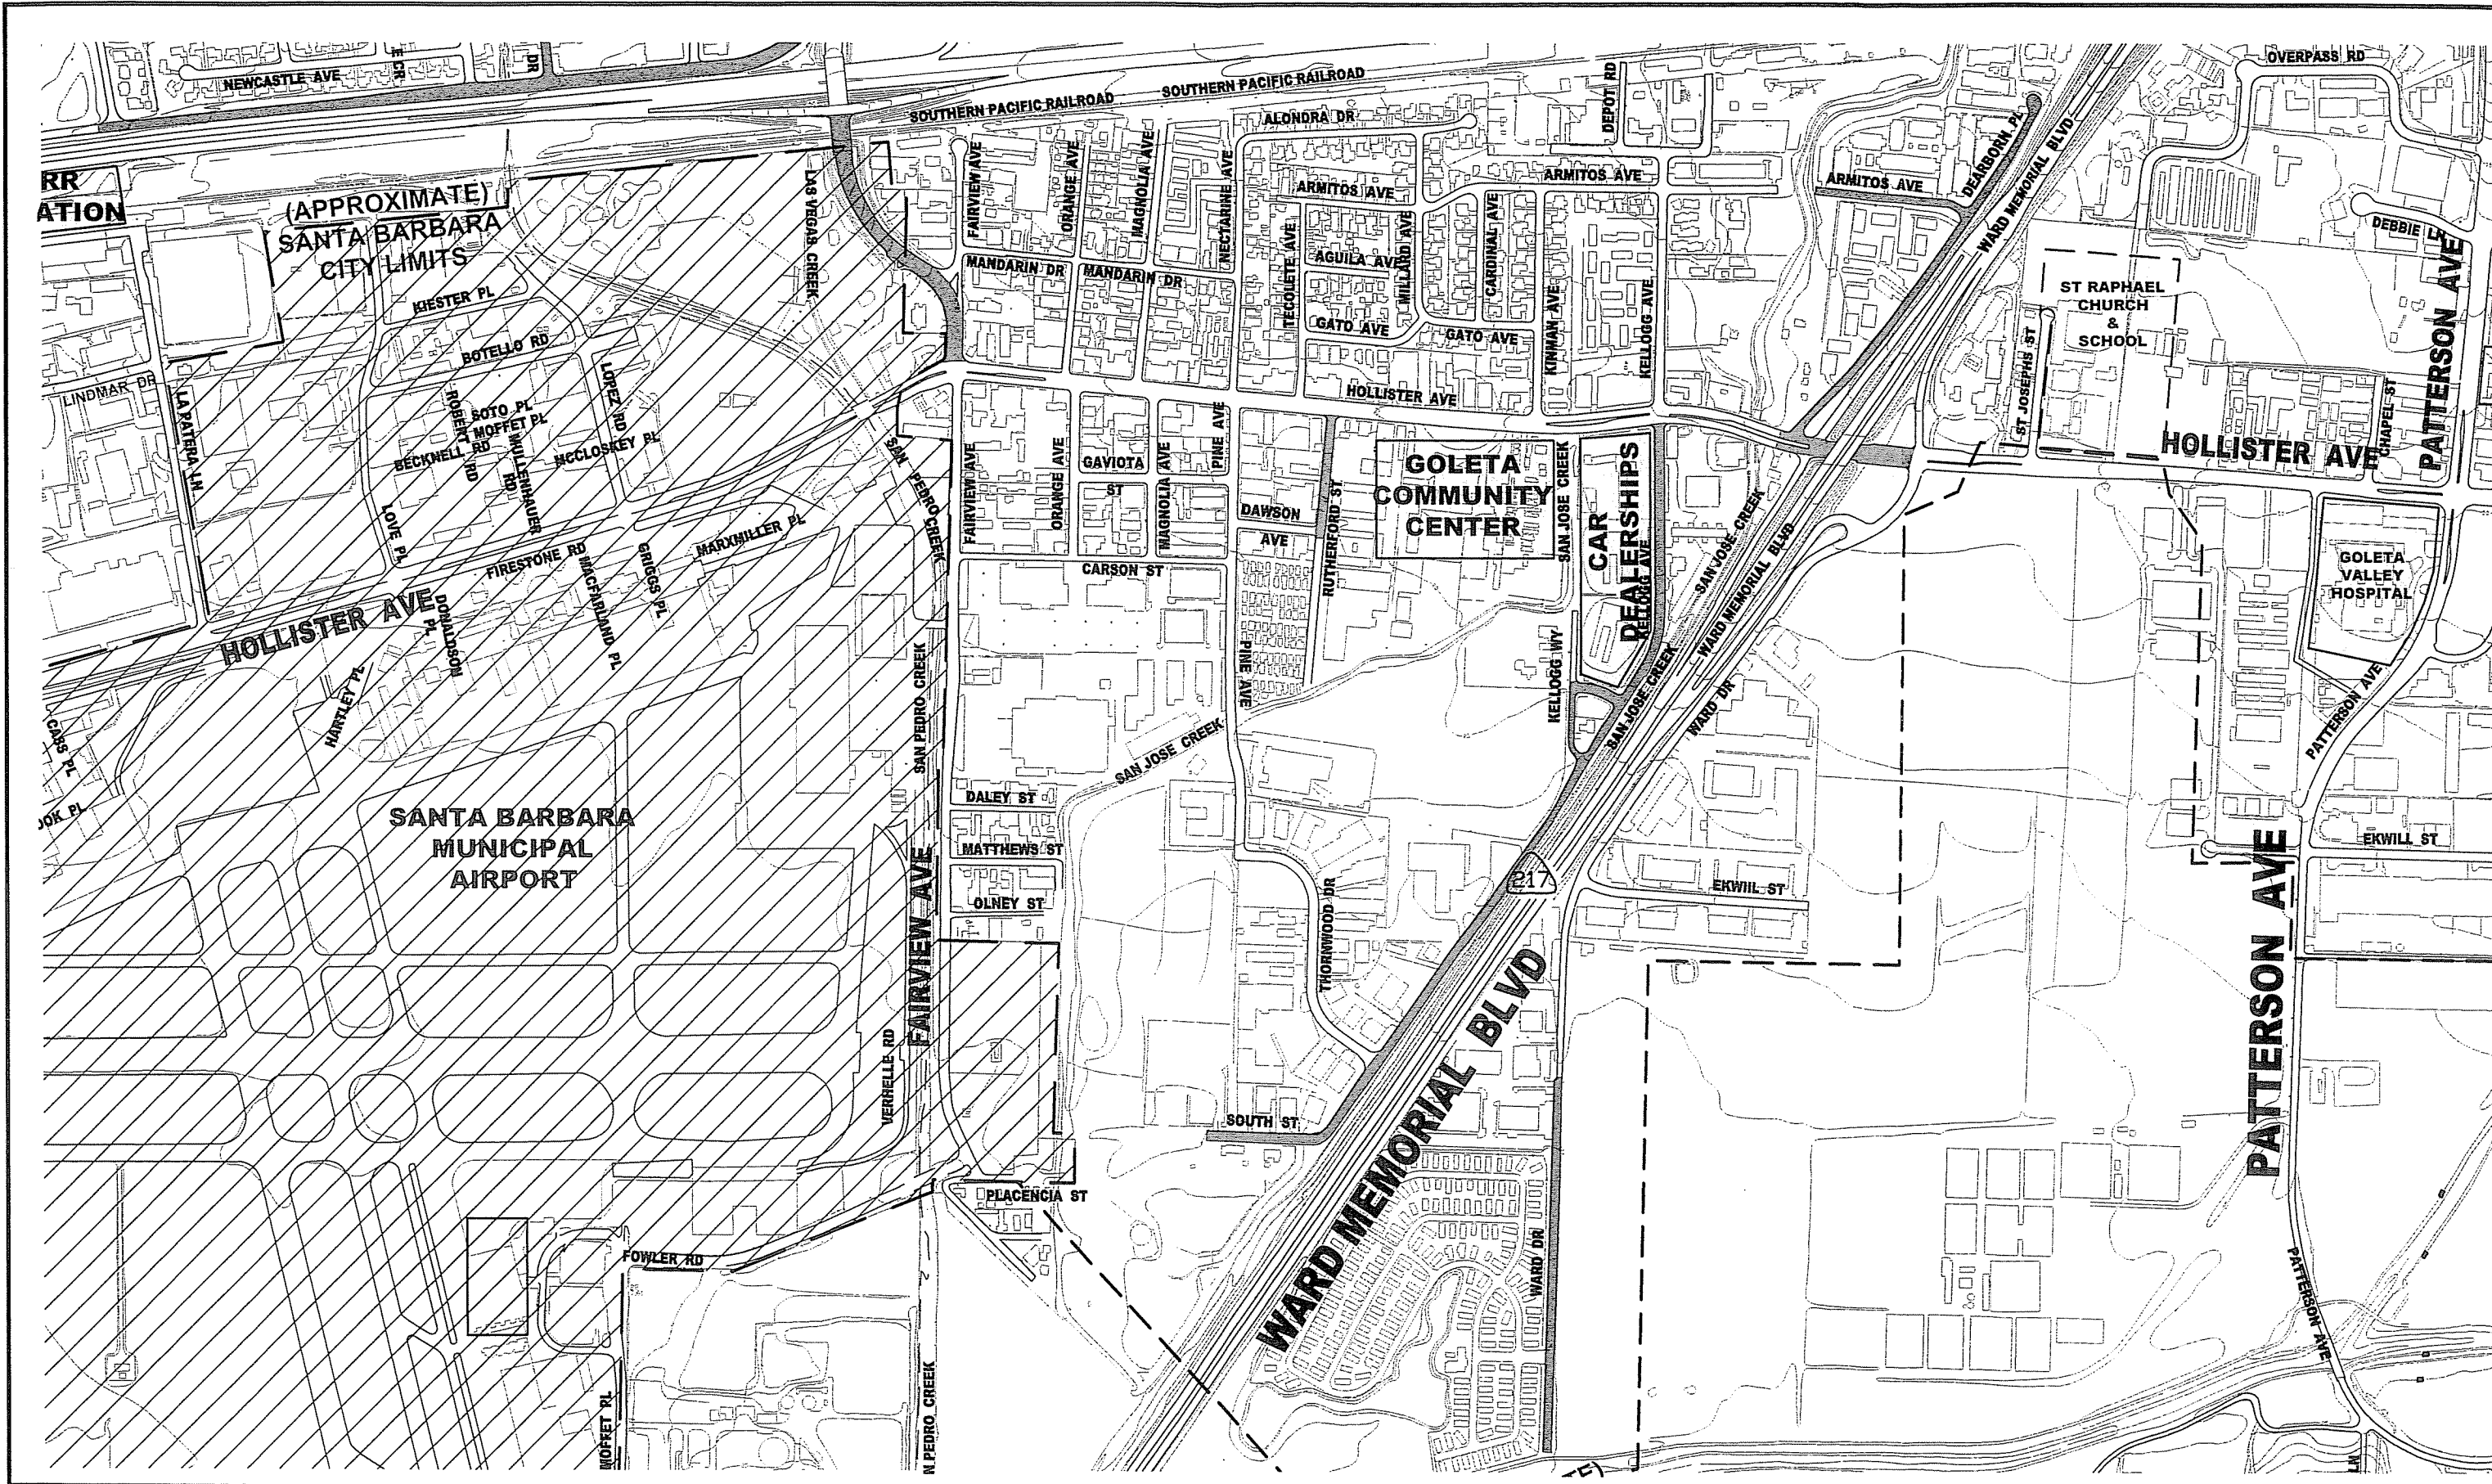 NEWCASTLE AVE
E CR
DR
SOUTHERN PACIFIC RAILROAD
SOUTHERN PACIFIC RAILROAD
OVERPASS RD
DEPOT RD
ALONDRA DR
DEARBORN PL
WARD MEMORIAL BLVD
RR
ATION
(APPROXIMATE)
SANTA BARBARA
CITY LIMITS
LAS VEGAS CREEK
FAIRVIEW AVE
ORANGE AVE
MAGNOLIA AVE
NECTARINE AVE
ARMITOS AVE
ARMITOS AVE
ARMITOS AVE
TECOLETE AVE
AGUILA AVE
MILLARD AVE
CARDINAL AVE
KINMAN AVE
KELLOGG AVE
MANDARIN DR
MANDARIN DR
GATO AVE
GATO AVE
DEBBIE LN
PATTERSON AVE
ST RAPHAEL
CHURCH
&
SCHOOL
ST JOSEPHS ST
CHAPEL ST
KIESTER PL
BOTELLO RD
LINDMAR DR
LA PATERA LN
LOPEZ RD
ROBERT RD
SOTO PL
MOFFET PL
BECKNELL RD
MULLENHAUER
RD
MCCLOSKEY PL
LOVE PL
FIRESTONE RD
MARXMILLER PL
MACFARLAND PL
GRIGGS PL
HOLLISTER AVE
DONALDSON
PL
HARTLEY PL
CASS PL
OOK PL
SAN PEDRO CREEK
HOLLISTER AVE
HOLLISTER AVE
FAIRVIEW AVE
ORANGE AVE
GAVIOTA
ST
MAGNOLIA AVE
PINE AVE
DAWSON
AVE
RUTHERFORD ST
CARSON ST
GOLETA
COMMUNITY
CENTER
SAN JOSE CREEK
CAR
DEALERSHIPS
KELLOGG AVE
SAN JOSE CREEK
WARD MEMORIAL BLVD
WARD MEMORIAL BLVD
GOLETA
VALLEY
HOSPITAL
PATTERSON AVE
KELLOGG WY
SAN JOSE CREEK
WARD DR
SAN PEDRO CREEK
PINE AVE
SAN JOSE CREEK
SANTA BARBARA
MUNICIPAL
AIRPORT
DALEY ST
MATTHEWS ST
OLNEY ST
FAIRVIEW AVE
VERHELLE RD
THORNWOOD DR
217
EKWIIL ST
EKWILL ST
PATTERSON AVE
WARD MEMORIAL BLVD
SOUTH ST
PLACENCIA ST
FOWLER RD
MOFFET PL
N PEDRO CREEK
WARD DR
PATTERSON AVE
LN
TE)